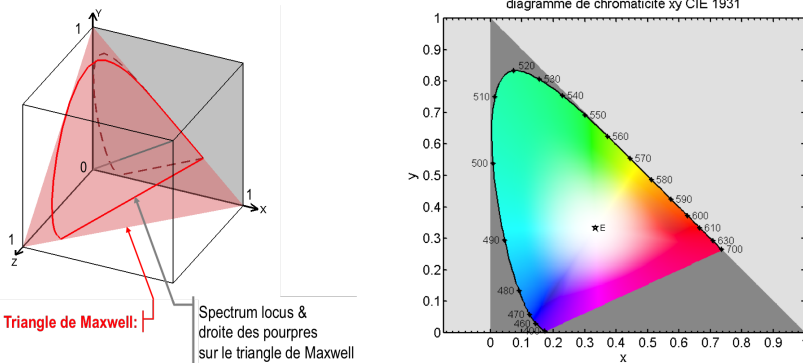 Y
1
0
1
X
1
Z
Triangle de Maxwell:
Spectrum locus &
droite des pourpres
sur le triangle de Maxwell
diagramme de chromaticité xy CIE 1931
1
0.9
0.8
0.7
0.6
0.5
0.4
0.3
0.2
0.1
0
y
520
530
540
510
550
560
500
570
580
590
600
E
610
490
630
700
480
470
460
0 0.1 0.2 0.3 0.4 0.5 0.6 0.7 0.8 0.9
x